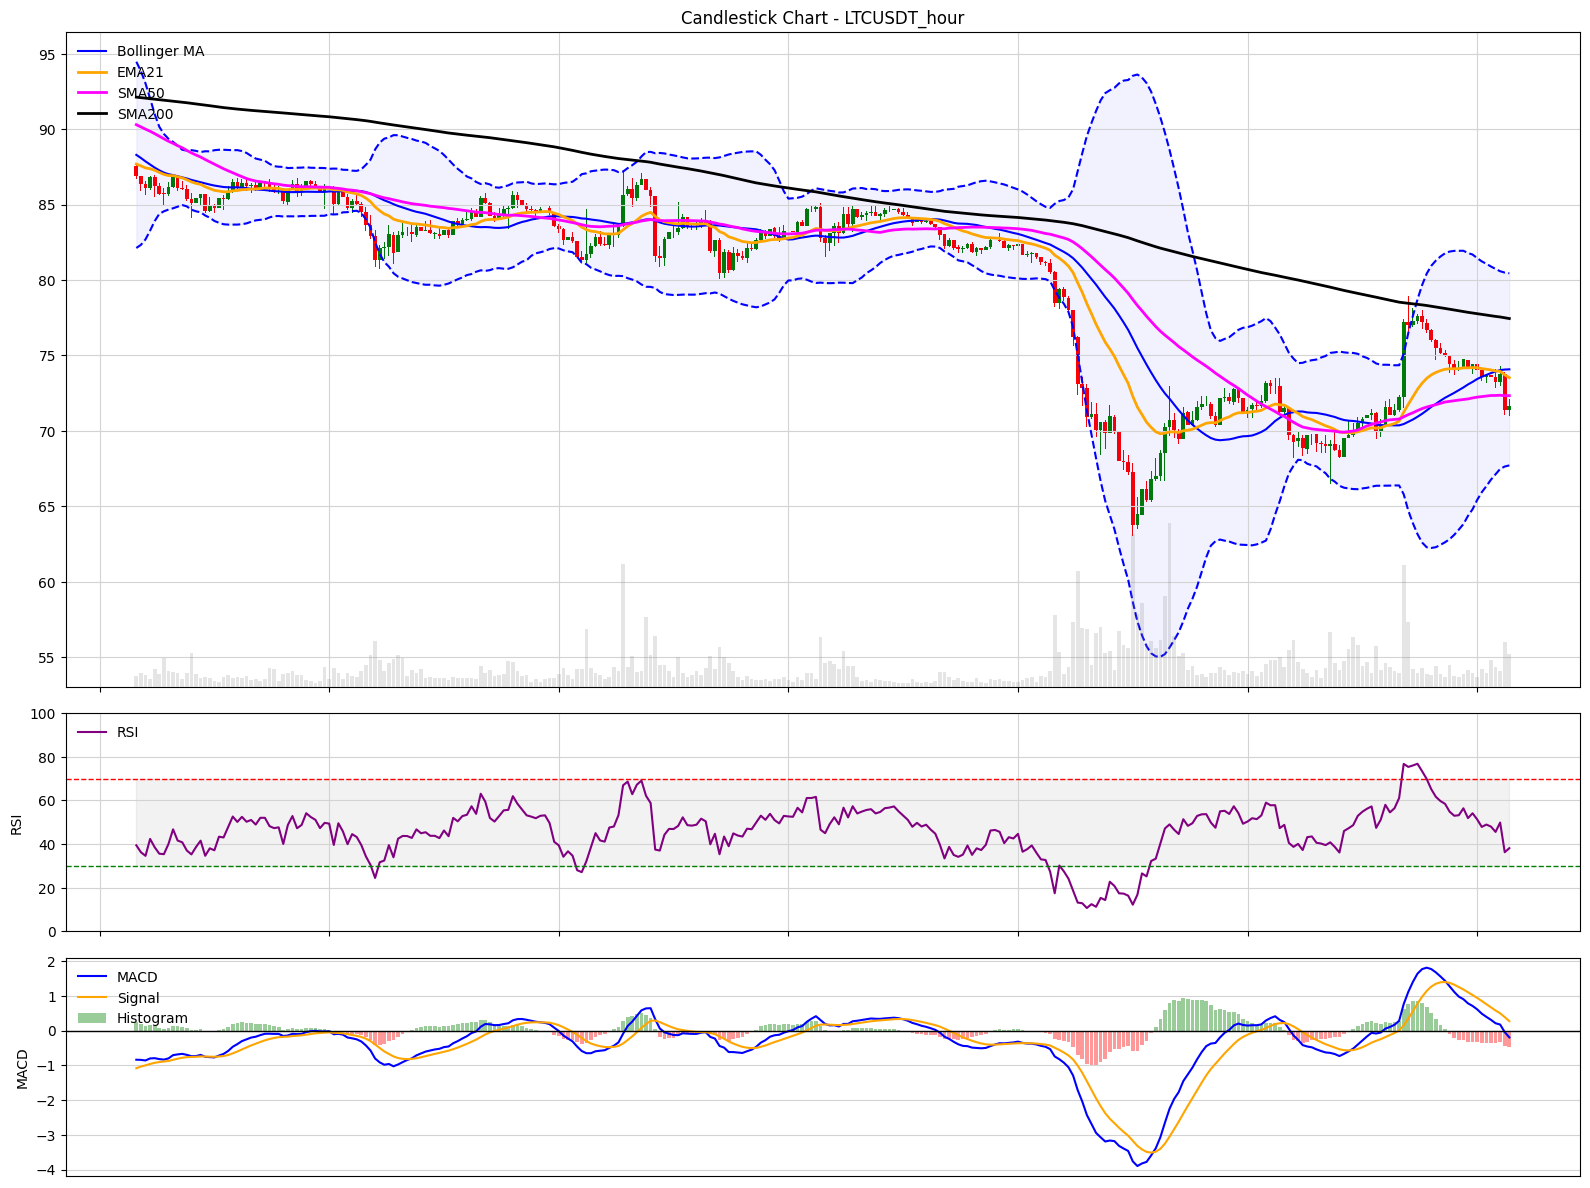 Candlestick Chart - LTCUSDT_hour
Bollinger MA
EMA21
SMA50
SMA200
95
90
85
80
75
70
65
60
55
RSI
100
80
60
40
20
0
RSI
MACD
Signal
Histogram
2
1
0
−1
−2
−3
−4
MACD